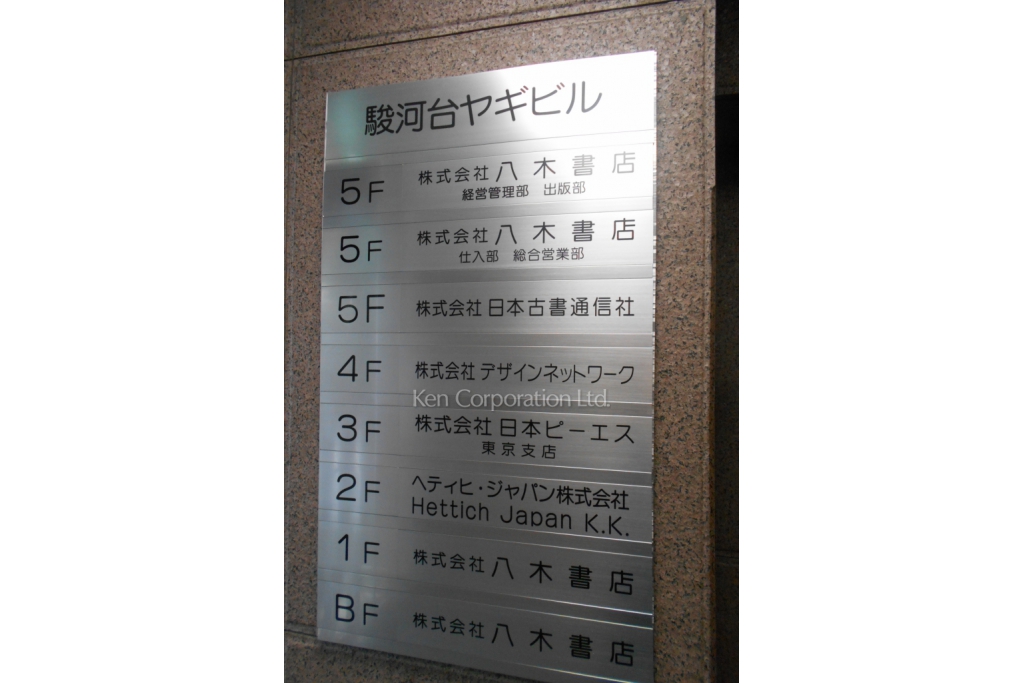 駿河台ヤギビル
5F 株式会社 八木書店
経営管理部 出版部
5F 株式会社 八木書店
仕入部 総合営業部
5F 株式会社 日本古書通信社
4F 株式会社 デザインネットワーク
Ken Corporation Ltd.
3F 株式会社 日本ピーエス
東京支店
2F ヘティヒ・ジャパン株式会社
Hettich Japan K.K.
1F 株式会社 八木書店
BF 株式会社 八木書店